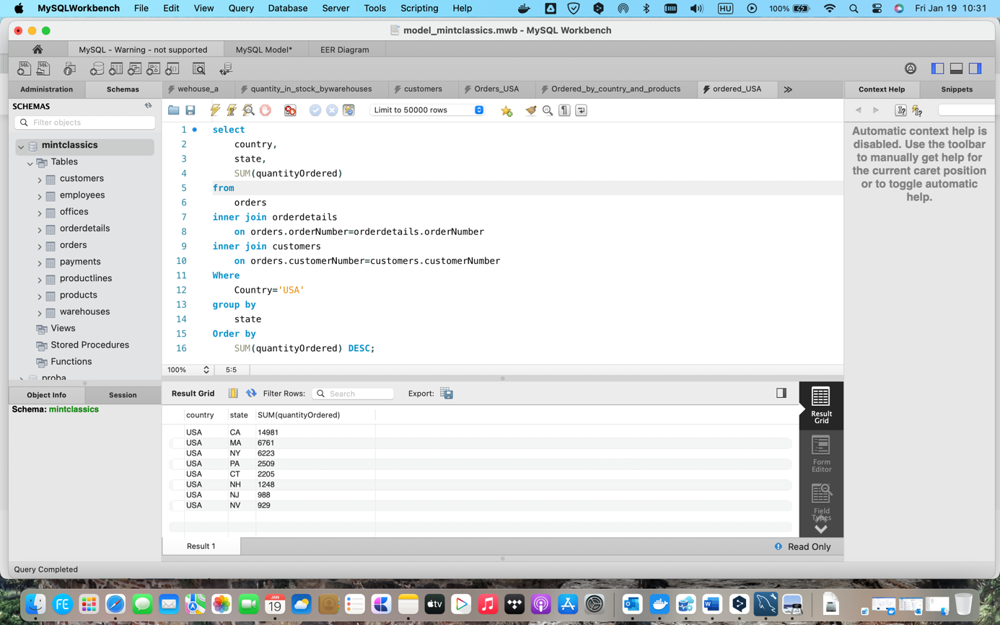 MySQLWorkbench File Edit View Query Database Server Tools Scripting Help HU 100% Fri Jan 19 10:31
model_mintclassics.mwb - MySQL Workbench
MySQL - Warning - not supported MySQL Model* EER Diagram
Administration Schemas wehouse_a quantity_in_stock_bywarehouses customers Orders_USA Ordered_by_country_and_products ordered_USA Context Help Snippets
SCHEMAS
Filter objects
mintclassics
Tables
customers
employees
offices
orderdetails
orders
payments
productlines
products
warehouses
Views
Stored Procedures
Functions
proba
Object Info Session
Schema: mintclassics
Limit to 50000 rows
1 select
2 country,
3 state,
4 SUM(quantityOrdered)
5 from
6 orders
7 inner join orderdetails
8 on orders.orderNumber=orderdetails.orderNumber
9 inner join customers
10 on orders.customerNumber=customers.customerNumber
11 Where
12 Country='USA'
13 group by
14 state
15 Order by
16 SUM(quantityOrdered) DESC;
100% 5:5
Result Grid Filter Rows: Search Export:
country state SUM(quantityOrdered)
USA CA 14981
USA MA 6761
USA NY 6223
USA PA 2509
USA CT 2205
USA NH 1248
USA NJ 988
USA NV 929
Result 1
Result
Grid
Form
Editor
Field
Types
Read Only
Automatic context help is
disabled. Use the toolbar
to manually get help for
the current caret position
or to toggle automatic
help.
Query Completed
FE
JAN
19
tv